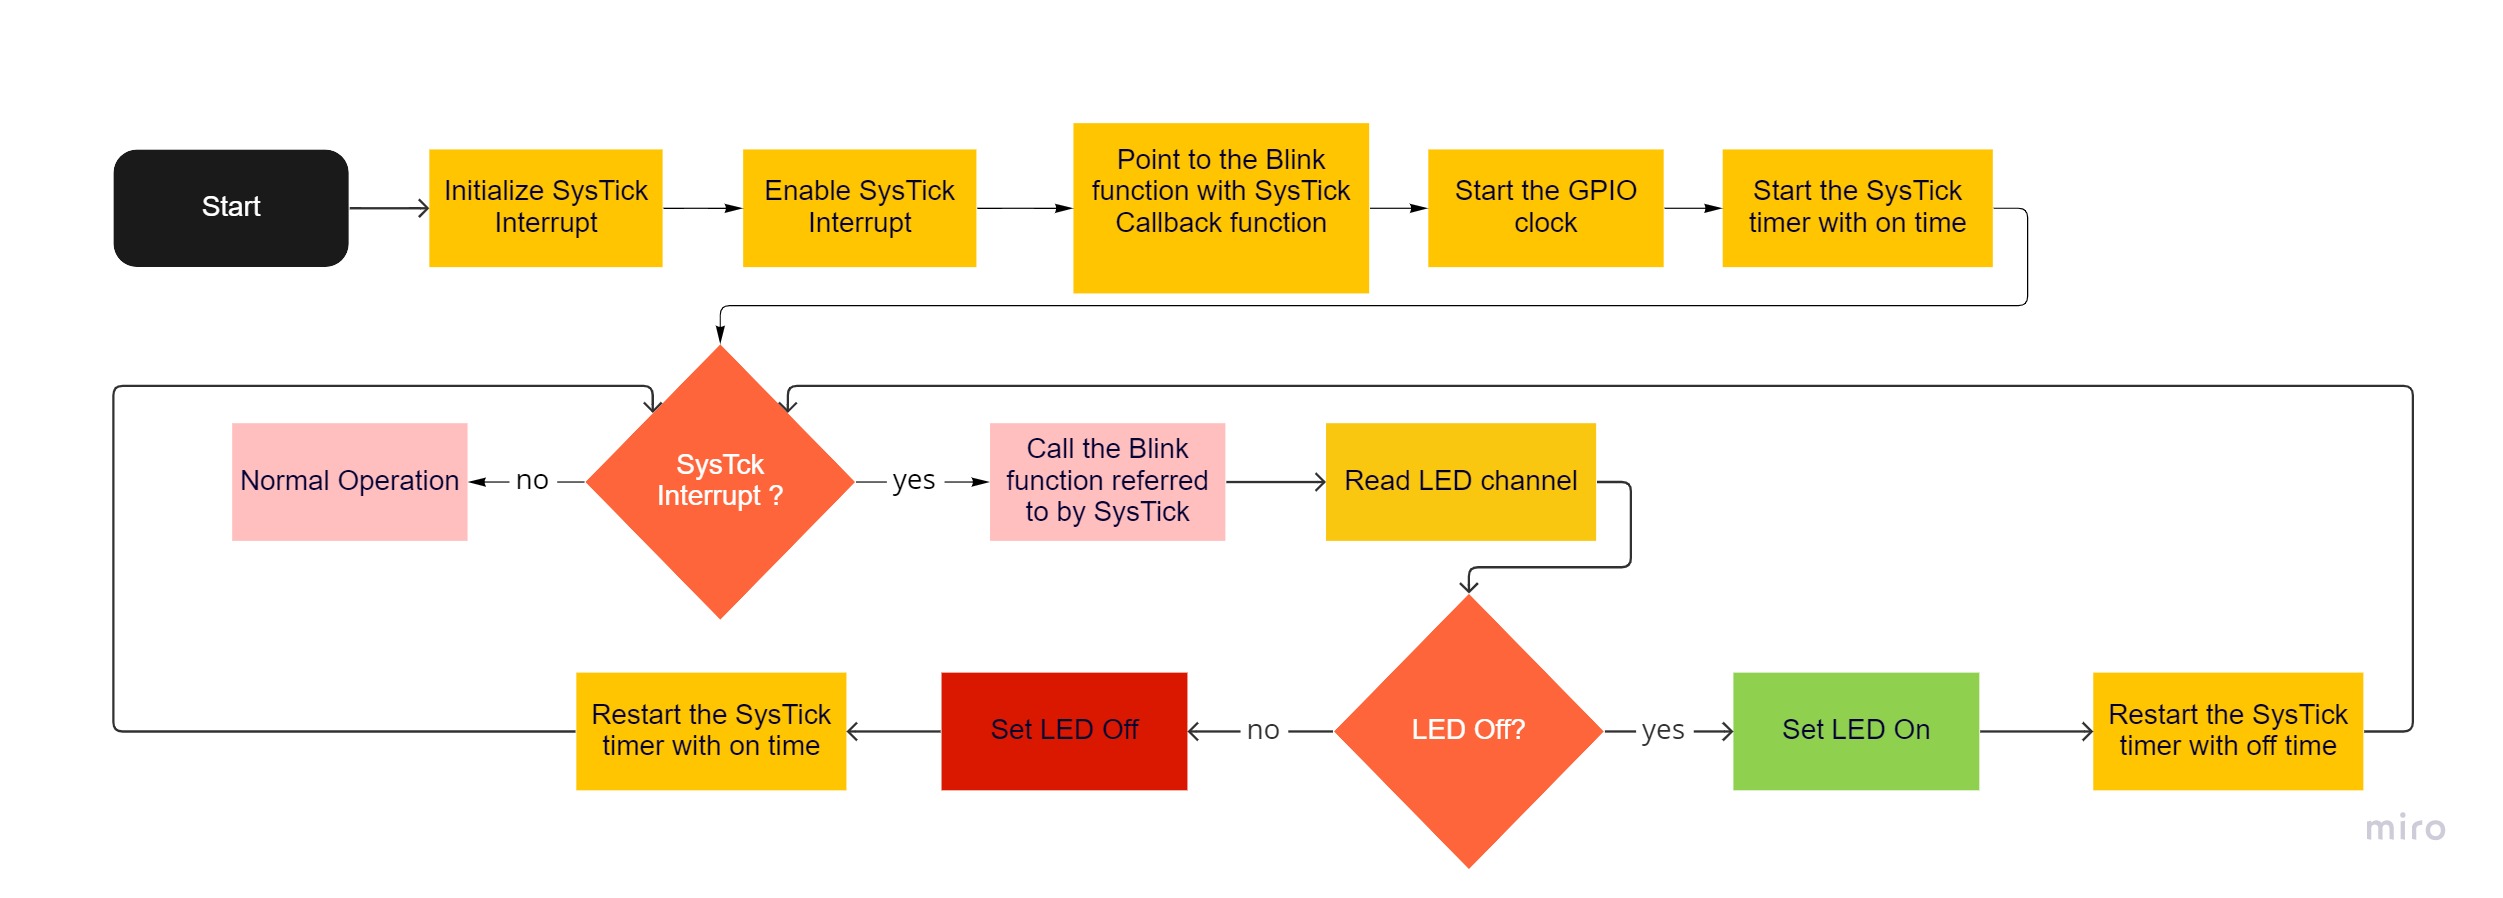 Start
Initialize SysTick
Interrupt
Enable SysTick
Interrupt
Point to the Blink
function with SysTick
Callback function
Start the GPIO
clock
Start the SysTick
timer with on time
Normal Operation
no
SysTck
Interrupt ?
yes
Call the Blink
function referred
to by SysTick
Read LED channel
Restart the SysTick
timer with on time
Set LED Off
no
LED Off?
yes
Set LED On
Restart the SysTick
timer with off time
miro